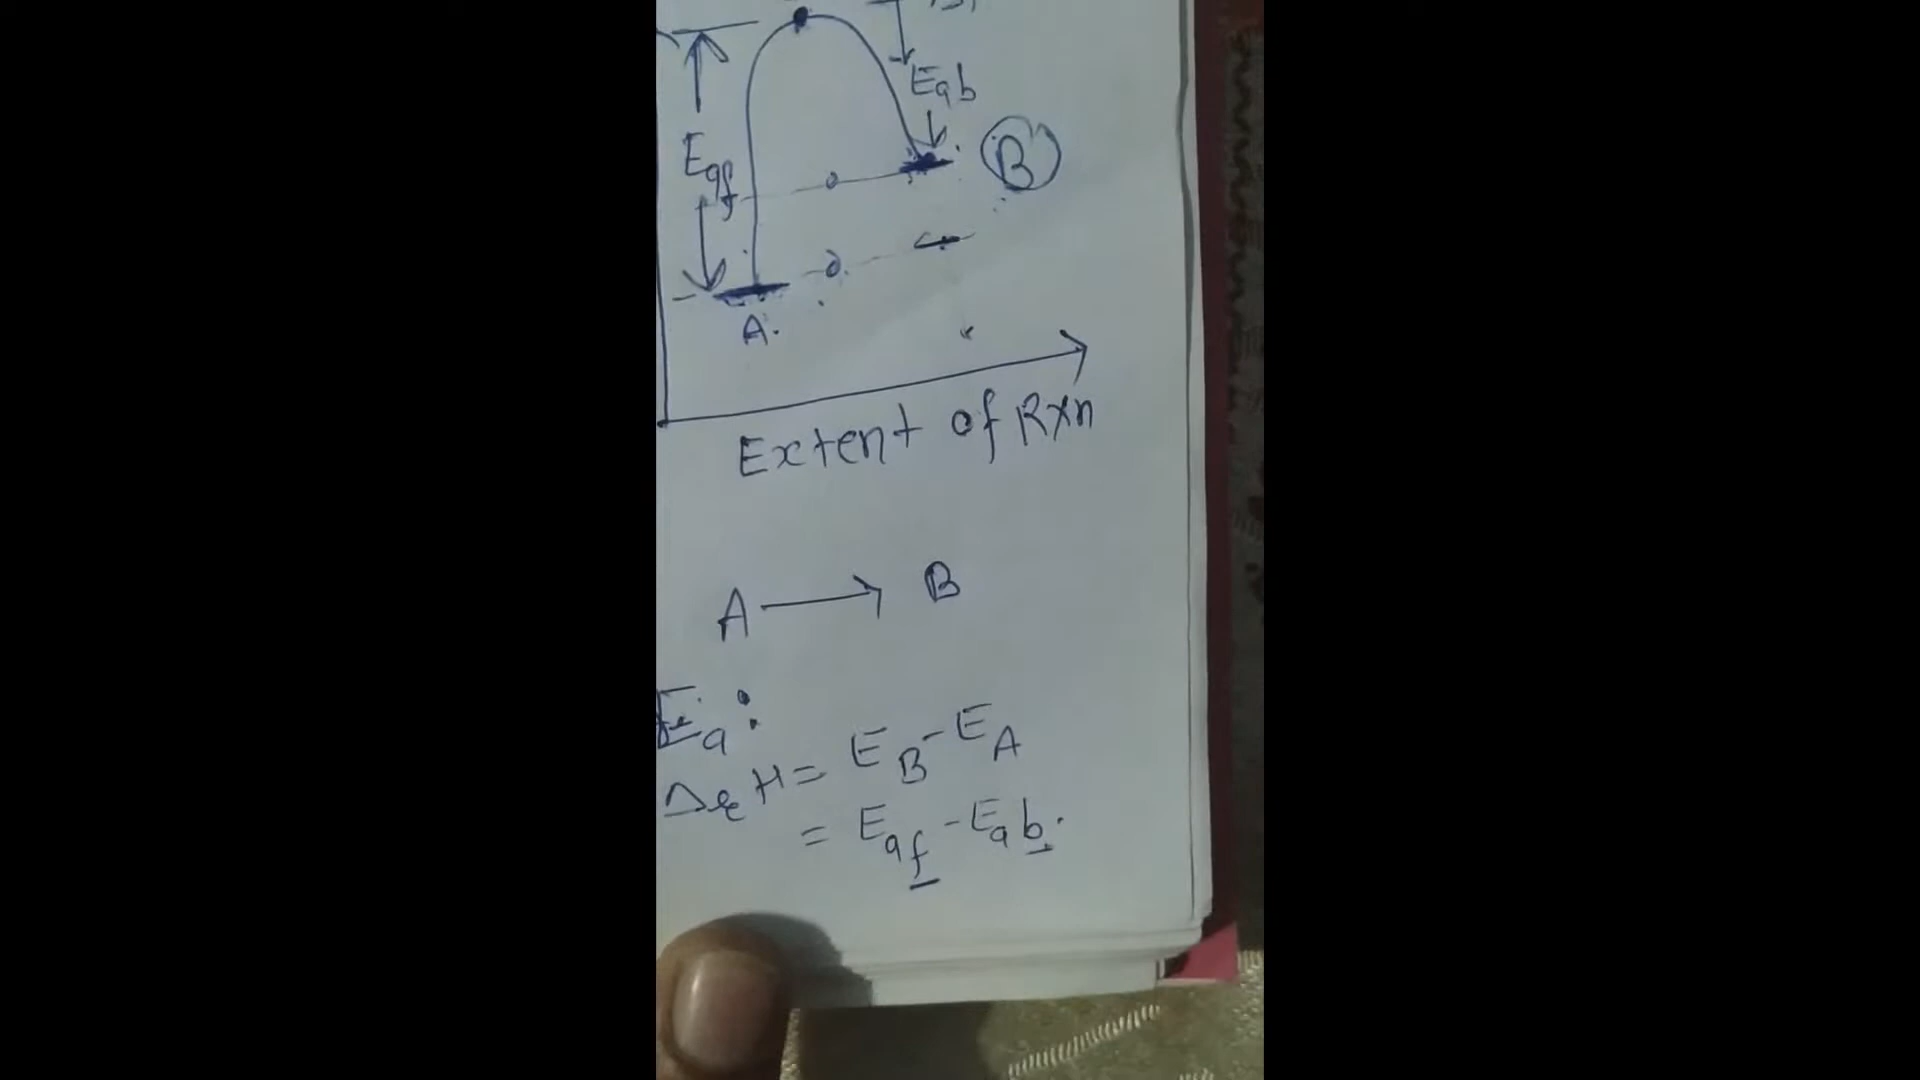 Eab
Eaf
B
A.
Extent of Rxn
A → B
Ea:
ΔrH = EB - EA
= Eaf - Eab.